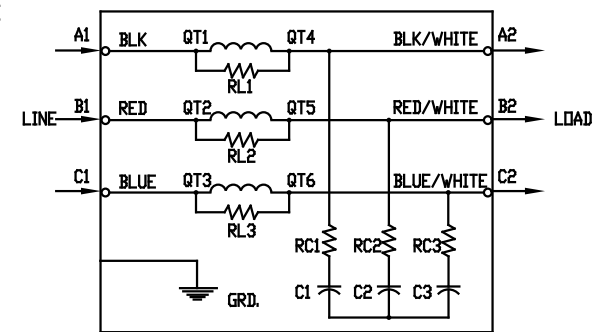 A1 BLK QT1 QT4 BLK/WHITE A2
RL1
LINE B1 RED QT2 QT5 RED/WHITE B2 LOAD
RL2
C1 BLUE QT3 QT6 BLUE/WHITE C2
RL3
RC1 RC2 RC3
GRD. C1 C2 C3